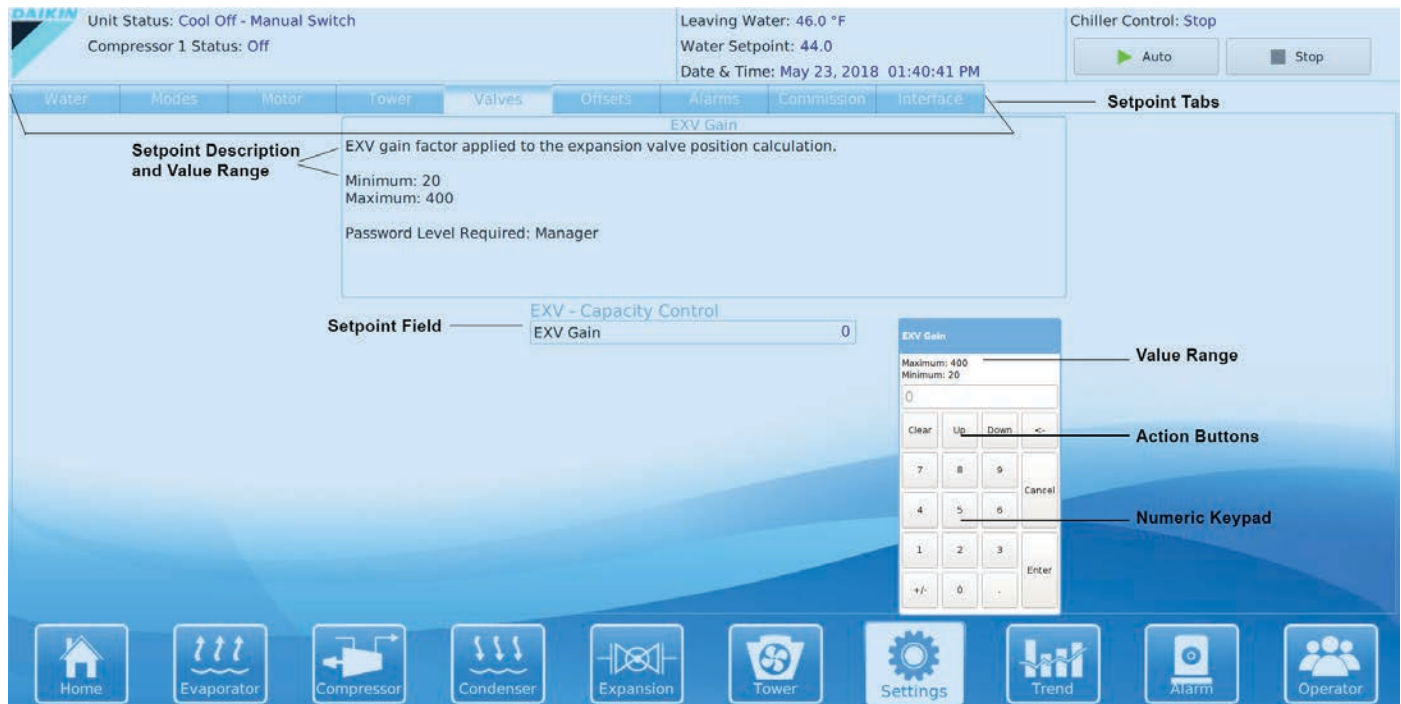 DAIKIN
Unit Status: Cool Off - Manual Switch
Compressor 1 Status: Off
Leaving Water: 46.0 °F
Water Setpoint: 44.0
Date & Time: May 23, 2018 01:40:41 PM
Chiller Control: Stop
Auto
Stop
Water
Modes
Motor
Tower
Valves
Offsets
Alarms
Commission
Interface
Setpoint Tabs
EXV Gain
Setpoint Description
and Value Range
EXV gain factor applied to the expansion valve position calculation.
Minimum: 20
Maximum: 400
Password Level Required: Manager
EXV - Capacity Control
Setpoint Field
EXV Gain 0
EXV Gain
Maximum: 400
Minimum: 20
Value Range
0
Clear Up Down <-
Action Buttons
7 8 9
Cancel
4 5 6
Numeric Keypad
1 2 3
Enter
+/- 0 .
Home
Evaporator
Compressor
Condenser
Expansion
Tower
Settings
Trend
Alarm
Operator